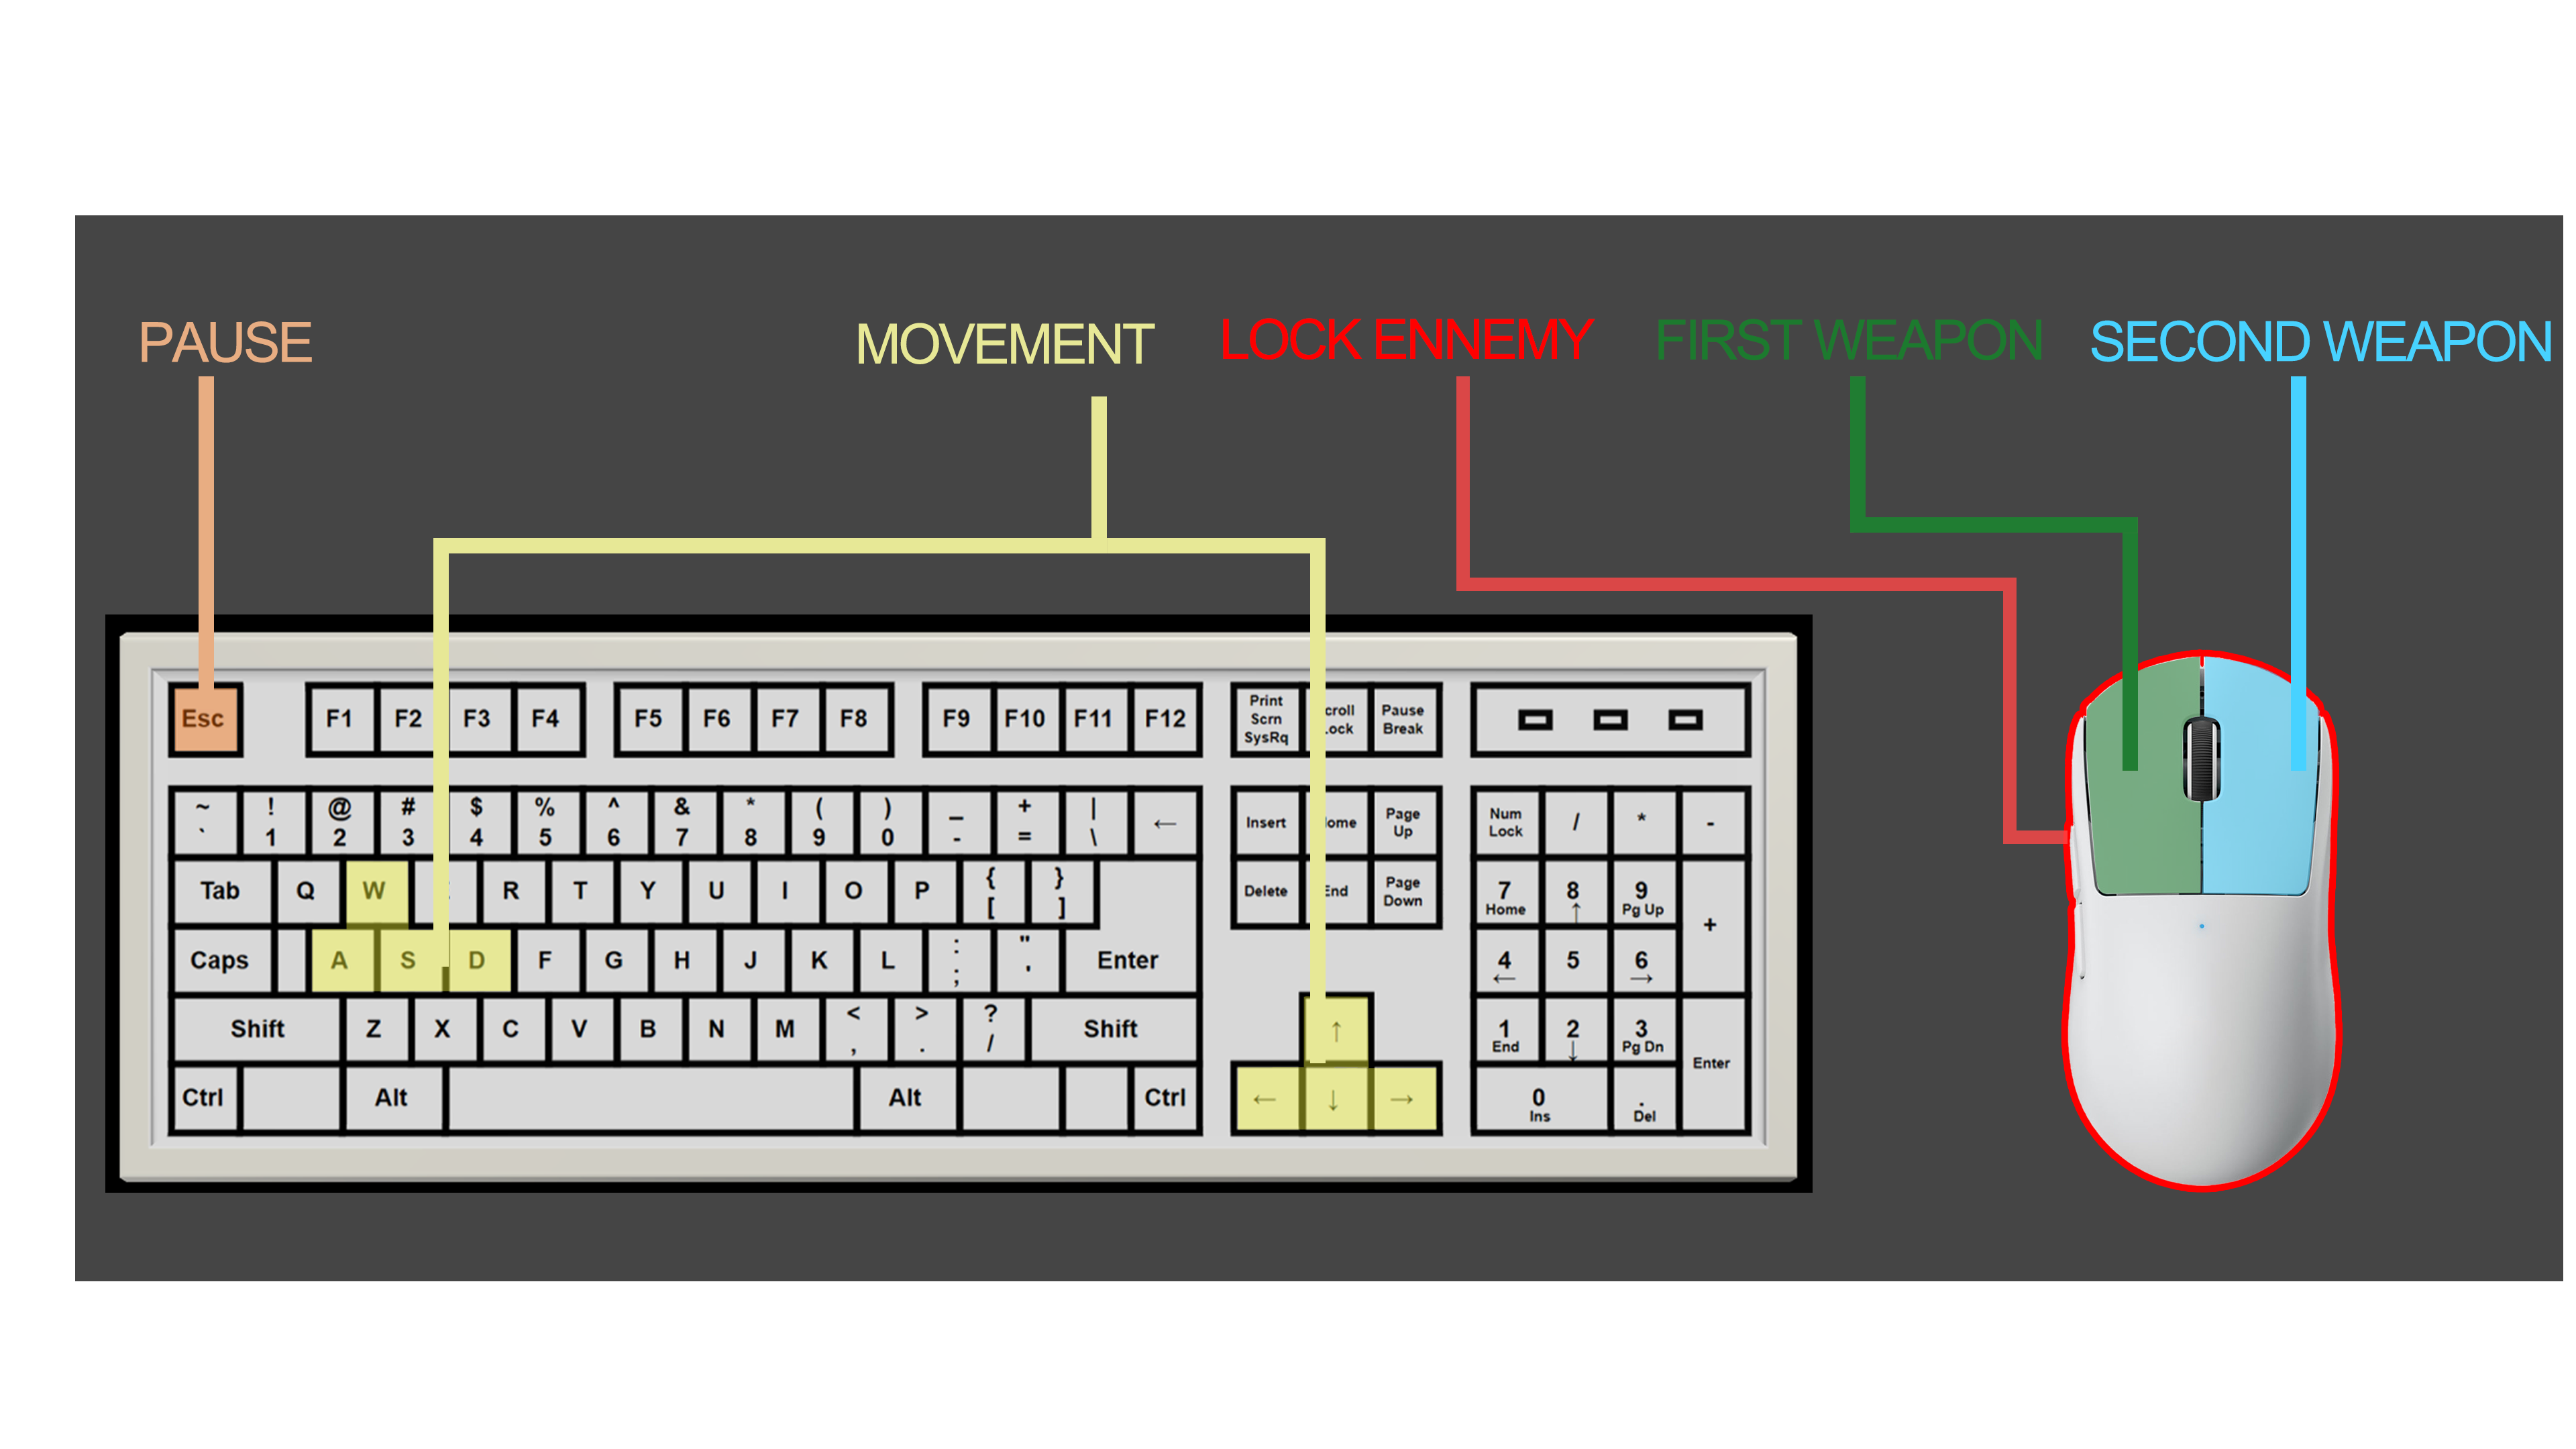 PAUSE
MOVEMENT
LOCK ENNEMY
FIRST WEAPON
SECOND WEAPON
Esc F1 F2 F3 F4 F5 F6 F7 F8 F9 F10 F11 F12
Print
Scrn
SysRq
croll
ock
Pause
Break
~ ! @ # $ % ^ & * ( ) _ + |
` 1 2 3 4 5 6 7 8 9 0 - = \ ←
Insert
ome
Page
Up
Num
Lock
/ * -
Tab Q W R T Y U I O P { }
[ ]
Delete
End
Page
Down
7 8 9
Home ↑ Pg Up
+
Caps A S D F G H J K L : "
; '
Enter
4 5 6
← →
Shift Z X C V B N M < > ?
, . /
Shift
↑
1 2 3
End ↓ Pg Dn
Enter
Ctrl Alt Alt Ctrl
← ↓ →
0 .
Ins Del